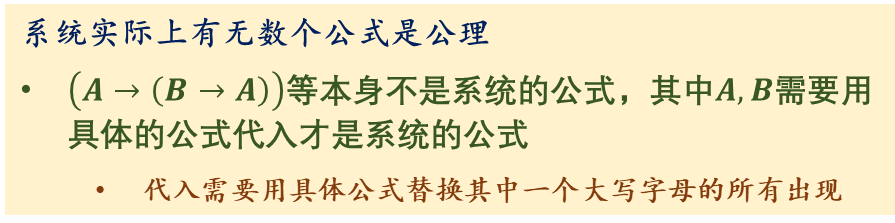 系统实际上有无数个公式是公理
• (A → (B → A))等本身不是系统的公式，其中A, B需要用
具体的公式代入才是系统的公式
• 代入需要用具体公式替换其中一个大写字母的所有出现